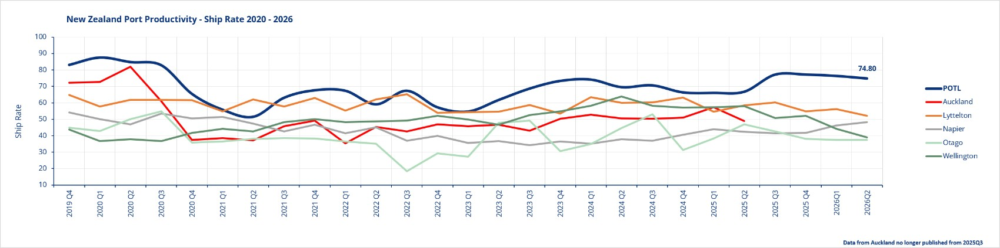 New Zealand Port Productivity - Ship Rate 2020 - 2026
100
90
80
70
60
50
40
30
20
10
Ship Rate
74.80
2019 Q4
2020 Q1
2020 Q2
2020 Q3
2020 Q4
2021 Q1
2021 Q2
2021 Q3
2021 Q4
2022 Q1
2022 Q2
2022 Q3
2022 Q4
2023 Q1
2023 Q2
2023 Q3
2023 Q4
2024 Q1
2024 Q2
2024 Q3
2024 Q4
2025 Q1
2025 Q2
2025 Q3
2025 Q4
2026Q1
2026Q2
POTL
Auckland
Lyttelton
Napier
Otago
Wellington
Data from Auckland no longer published from 2025Q3